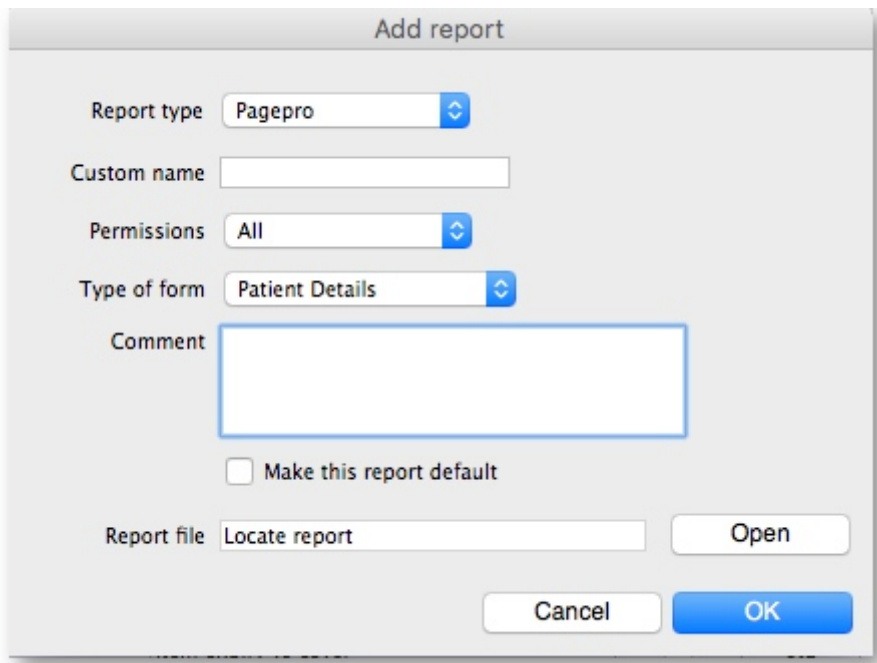 Add report
Report type Pagepro
Custom name
Permissions All
Type of form Patient Details
Comment
Make this report default
Report file Locate report Open
Cancel OK